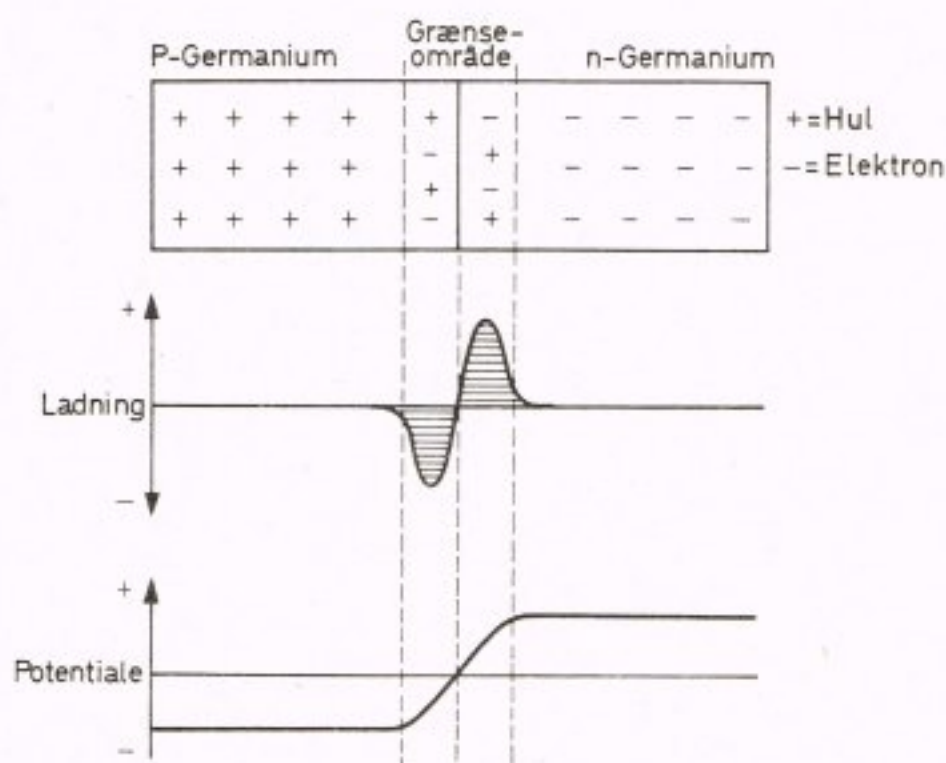 Grænse-
P-Germanium område n-Germanium
+ + + + + - - - - - + = Hul
- +
+ + + + - - - - - = Elektron
+ -
+ + + + - + - - - -
+
Ladning
-
+
Potentiale
-